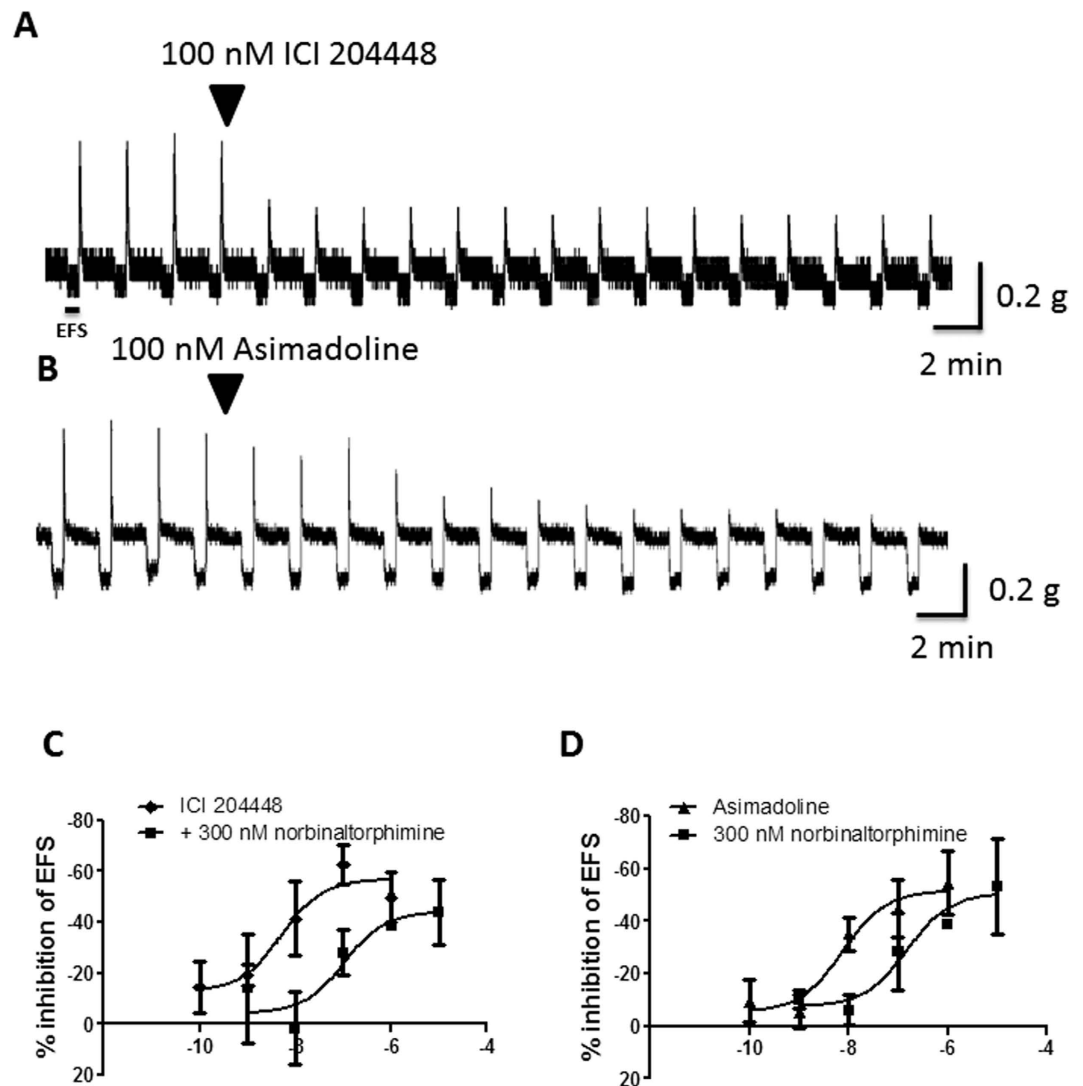 A
100 nM ICI 204448
0.2 g
EFS
2 min
100 nM Asimadoline
B
0.2 g
2 min
C
ICI 204448
+ 300 nM norbinaltorphimine
% inhibition of EFS
-80
-60
-40
-20
0
20
-10
-8
-6
-4
D
Asimadoline
300 nM norbinaltorphimine
% inhibition of EFS
-80
-60
-40
-20
0
20
-10
-8
-6
-4